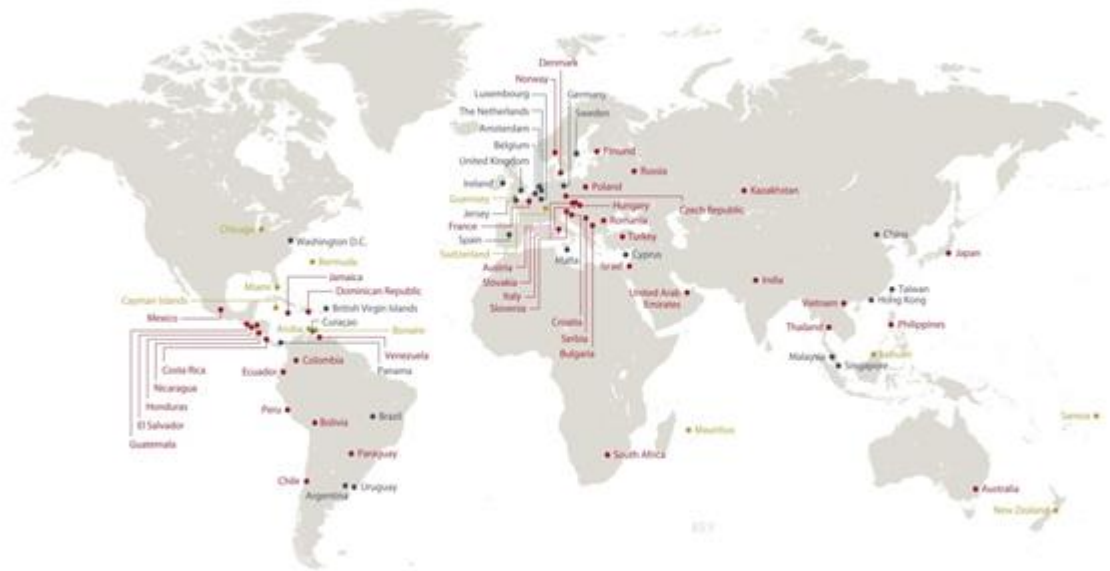 Denmark
Norway
Luxembourg
Germany
The Netherlands
Sweden
Amsterdam
Belgium
United Kingdom
Finund
Russia
Ireland
Poland
Kazakhstan
Guernsey
Jersey
Hungary
Czech Republic
France
Romania
Spain
Switzerland
Turkey
Malta
Cyprus
Austria
Israel
Slovakia
Italy
Slovenia
United Arab
Emirates
Croatia
Serbia
Bulgaria
Chicago
Washington D.C.
Bermuda
Miami
Jamaica
Cayman Islands
Dominican Republic
Mexico
British Virgin Islands
Aruba
Curaçao
Bonaire
Venezuela
Panama
Costa Rica
Nicaragua
Honduras
El Salvador
Guatemala
Colombia
Ecuador
Peru
Bolivia
Brazil
Paraguay
Chile
Argentina
Uruguay
China
Japan
India
Taiwan
Hong Kong
Vietnam
Thailand
Philippines
Malaysia
Labuan
Singapore
Mauritius
Samoa
South Africa
Australia
New Zealand
KEY